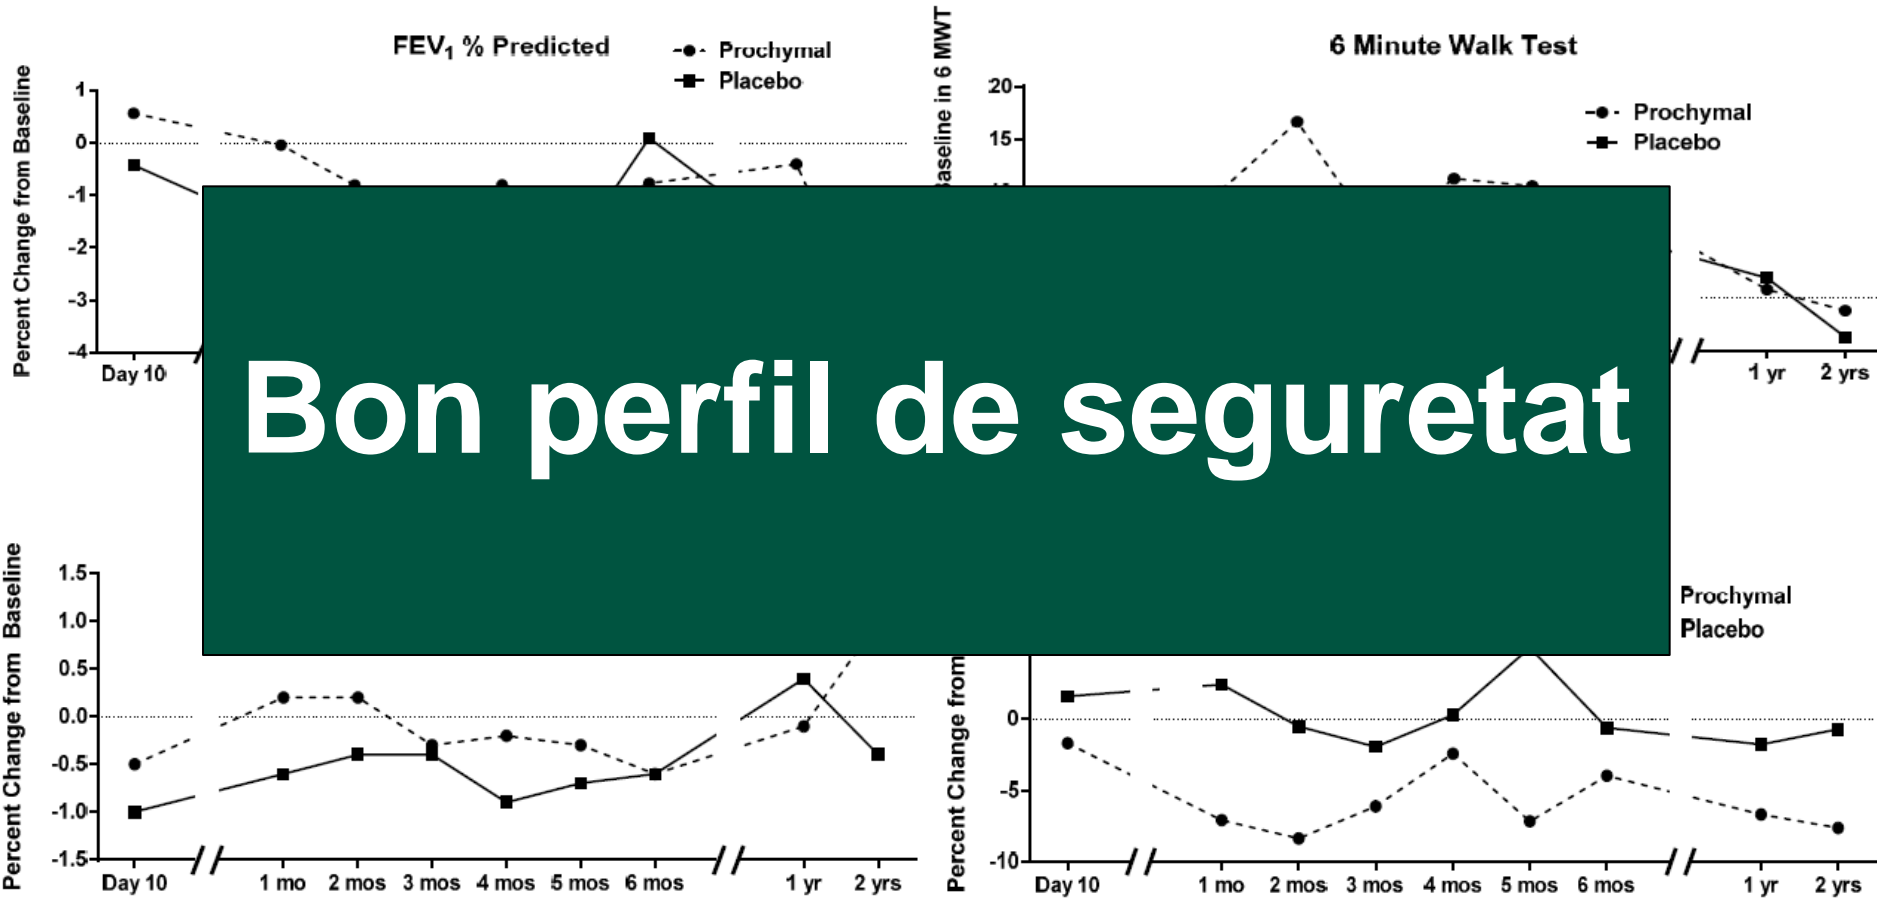 FEV1 % Predicted
Prochymal
Placebo
Percent Change from Baseline
1
0
-1
-2
-3
-4
Day 10
Baseline in 6 MWT
6 Minute Walk Test
Prochymal
Placebo
20
15
1 yr 2 yrs
Bon perfil de seguretat
Percent Change from Baseline
1.5
1.0
0.5
0.0
-0.5
-1.0
-1.5
Day 10 1 mo 2 mos 3 mos 4 mos 5 mos 6 mos 1 yr 2 yrs
Prochymal
Placebo
Percent Change from
0
-5
-10
Day 10 1 mo 2 mos 3 mos 4 mos 5 mos 6 mos 1 yr 2 yrs